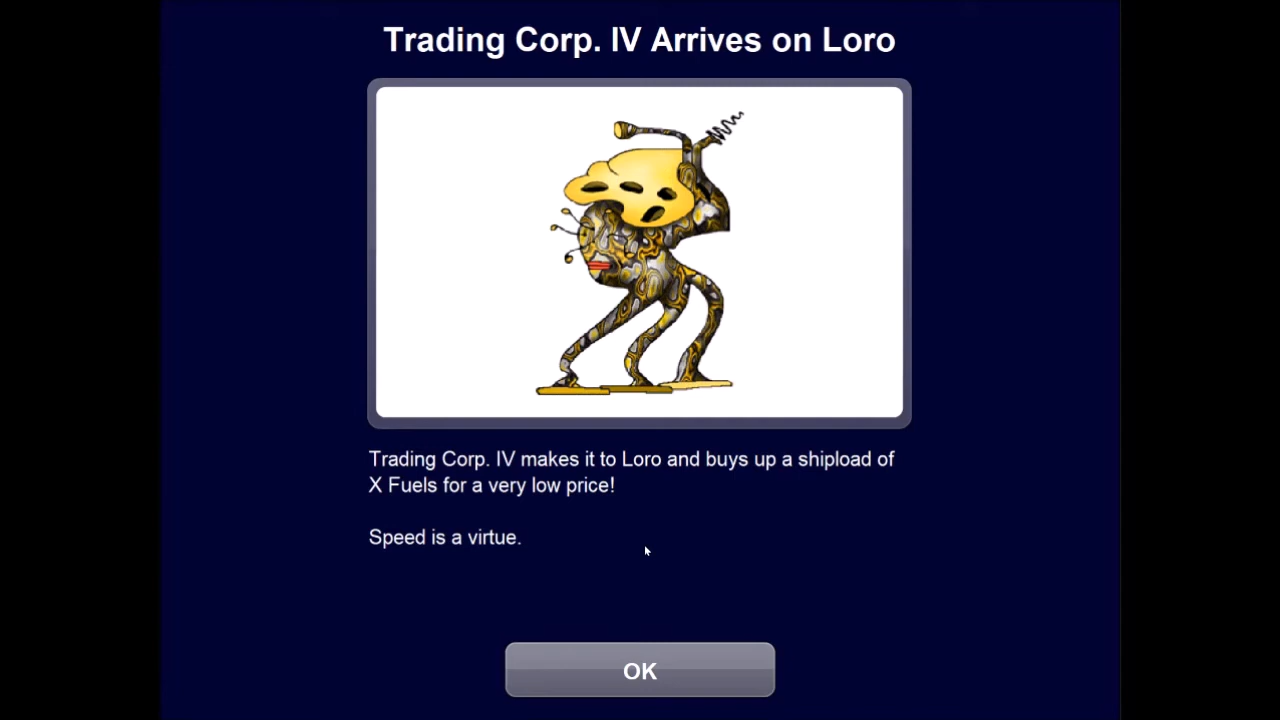 Trading Corp. IV Arrives on Loro
Trading Corp. IV makes it to Loro and buys up a shipload of
X Fuels for a very low price!
Speed is a virtue.
OK